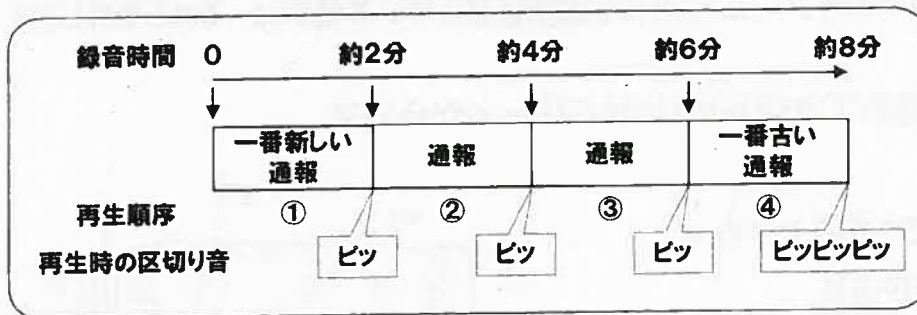 録音時間 0 約2分 約4分 約6分 約8分
一番新しい
通報
通報
通報
一番古い
通報
再生順序 ① ② ③ ④
再生時の区切り音 ピッ ピッ ピッ ピッピッピッ